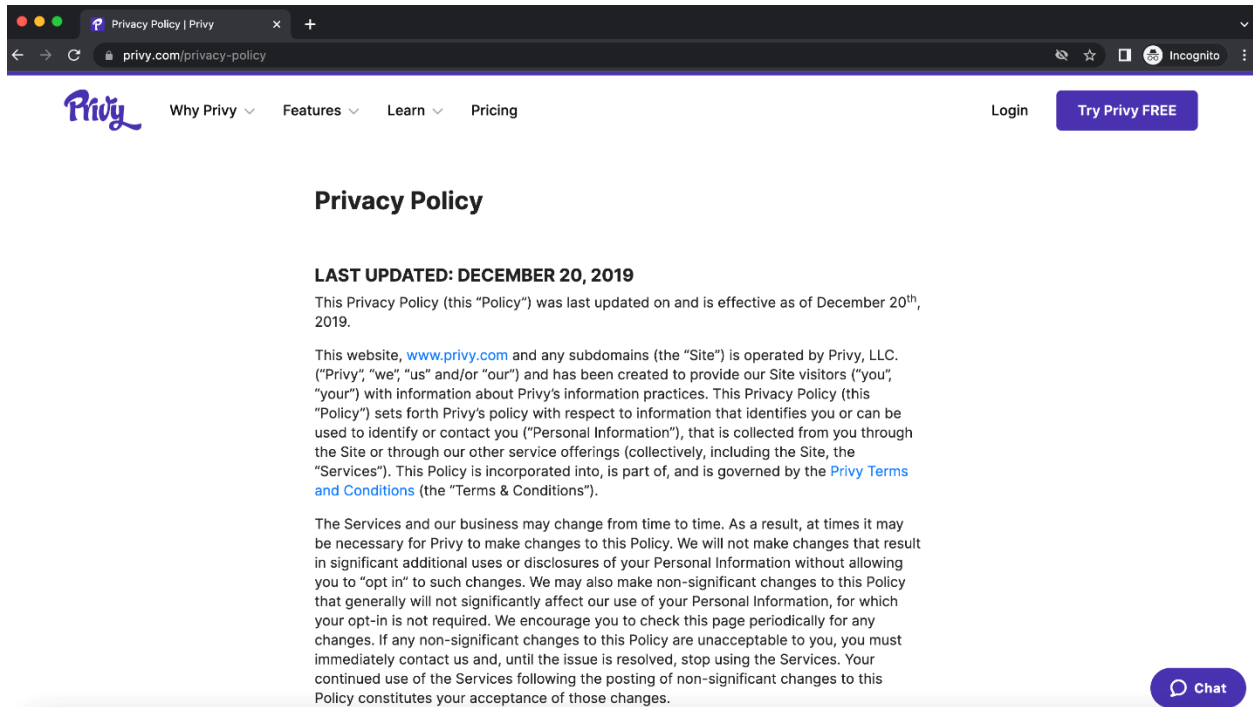 Privacy Policy | Privy
privy.com/privacy-policy
Incognito
Privy
Why Privy
Features
Learn
Pricing
Login
Try Privy FREE
Privacy Policy
LAST UPDATED: DECEMBER 20, 2019
This Privacy Policy (this “Policy”) was last updated on and is effective as of December 20th,
2019.
This website, www.privy.com and any subdomains (the “Site”) is operated by Privy, LLC.
(“Privy”, “we”, “us” and/or “our”) and has been created to provide our Site visitors (“you”,
“your”) with information about Privy’s information practices. This Privacy Policy (this
“Policy”) sets forth Privy’s policy with respect to information that identifies you or can be
used to identify or contact you (“Personal Information”), that is collected from you through
the Site or through our other service offerings (collectively, including the Site, the
“Services”). This Policy is incorporated into, is part of, and is governed by the Privy Terms
and Conditions (the “Terms & Conditions”).
The Services and our business may change from time to time. As a result, at times it may
be necessary for Privy to make changes to this Policy. We will not make changes that result
in significant additional uses or disclosures of your Personal Information without allowing
you to “opt in” to such changes. We may also make non-significant changes to this Policy
that generally will not significantly affect our use of your Personal Information, for which
your opt-in is not required. We encourage you to check this page periodically for any
changes. If any non-significant changes to this Policy are unacceptable to you, you must
immediately contact us and, until the issue is resolved, stop using the Services. Your
continued use of the Services following the posting of non-significant changes to this
Policy constitutes your acceptance of those changes.
Chat